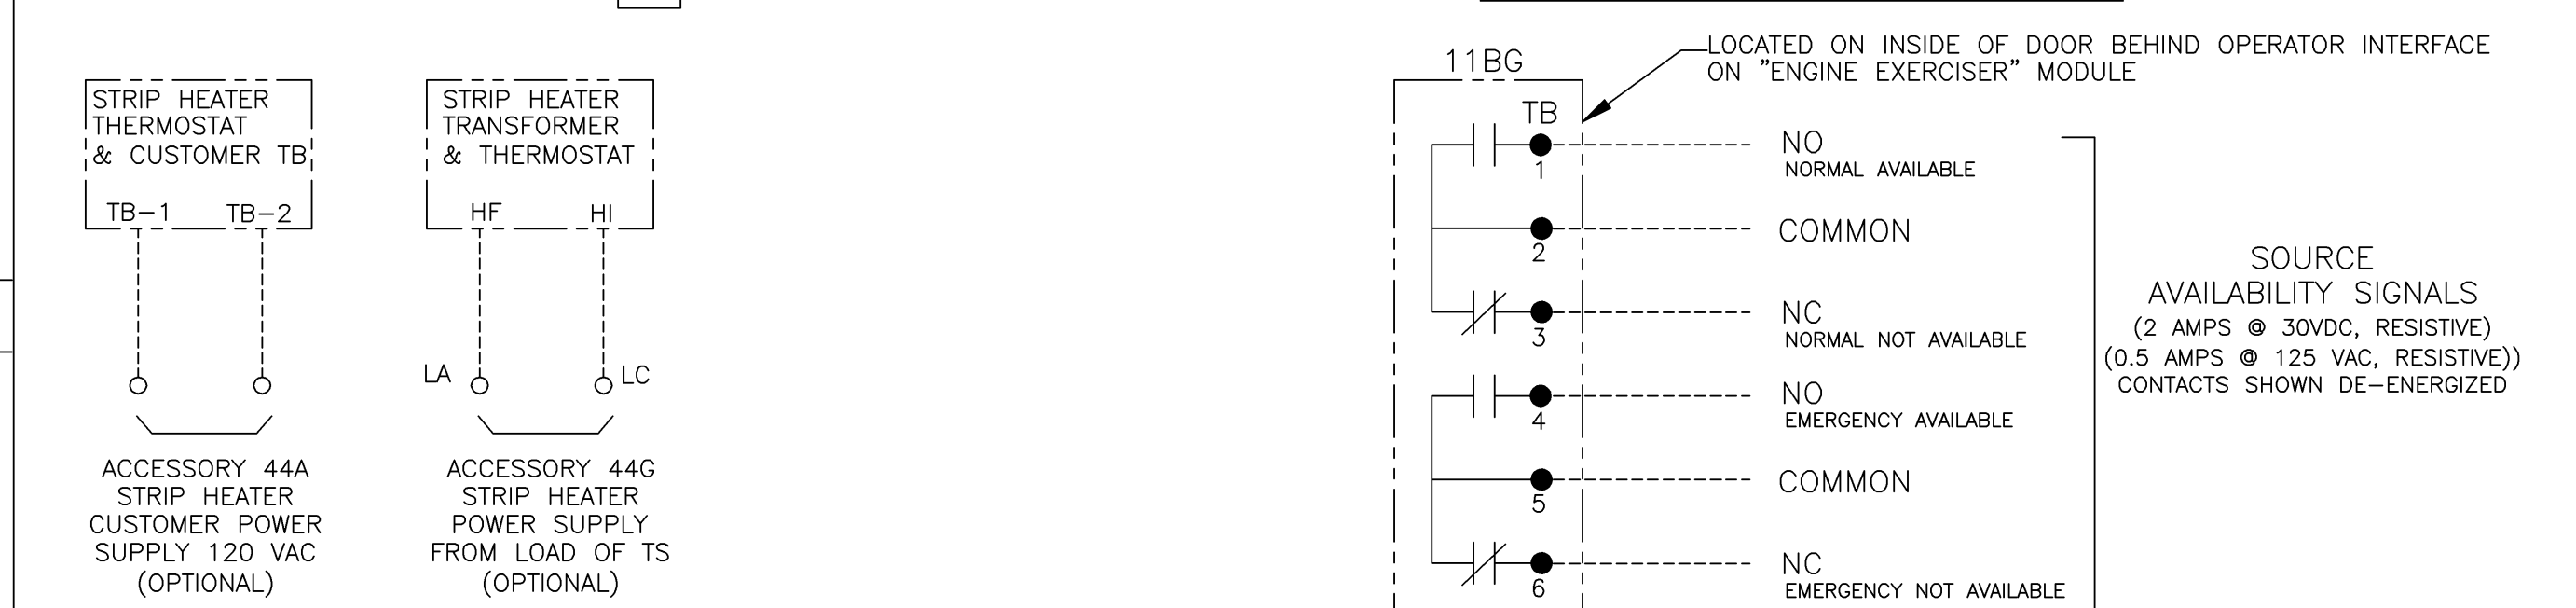 STRIP HEATER
THERMOSTAT
& CUSTOMER TB
TB-1 TB-2
ACCESSORY 44A
STRIP HEATER
CUSTOMER POWER
SUPPLY 120 VAC
(OPTIONAL)
STRIP HEATER
TRANSFORMER
& THERMOSTAT
HF HI
LA LC
ACCESSORY 44G
STRIP HEATER
POWER SUPPLY
FROM LOAD OF TS
(OPTIONAL)
11BG
LOCATED ON INSIDE OF DOOR BEHIND OPERATOR INTERFACE
ON "ENGINE EXERCISER" MODULE
TB
1
NO
NORMAL AVAILABLE
2
COMMON
3
NC
NORMAL NOT AVAILABLE
4
NO
EMERGENCY AVAILABLE
5
COMMON
6
NC
EMERGENCY NOT AVAILABLE
SOURCE
AVAILABILITY SIGNALS
(2 AMPS @ 30VDC, RESISTIVE)
(0.5 AMPS @ 125 VAC, RESISTIVE))
CONTACTS SHOWN DE-ENERGIZED